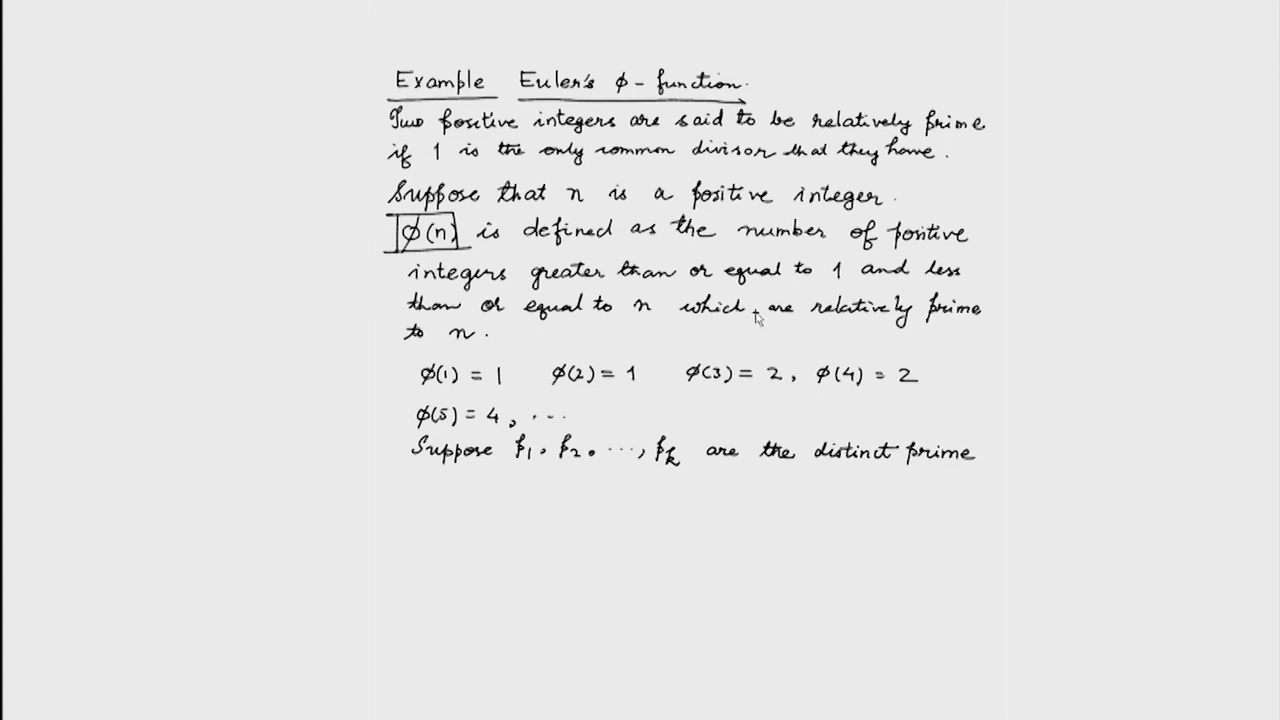 Example Euler's ϕ-function.
Two positive integers are said to be relatively prime
if 1 is the only common divisor that they have.
Suppose that n is a positive integer.
ϕ(n) is defined as the number of positive
integers greater than or equal to 1 and less
than or equal to n which are relatively prime
to n.
ϕ(1) = 1 ϕ(2) = 1 ϕ(3) = 2, ϕ(4) = 2
ϕ(5) = 4, ...
Suppose p₁, p₂, ..., pₖ are the distinct prime